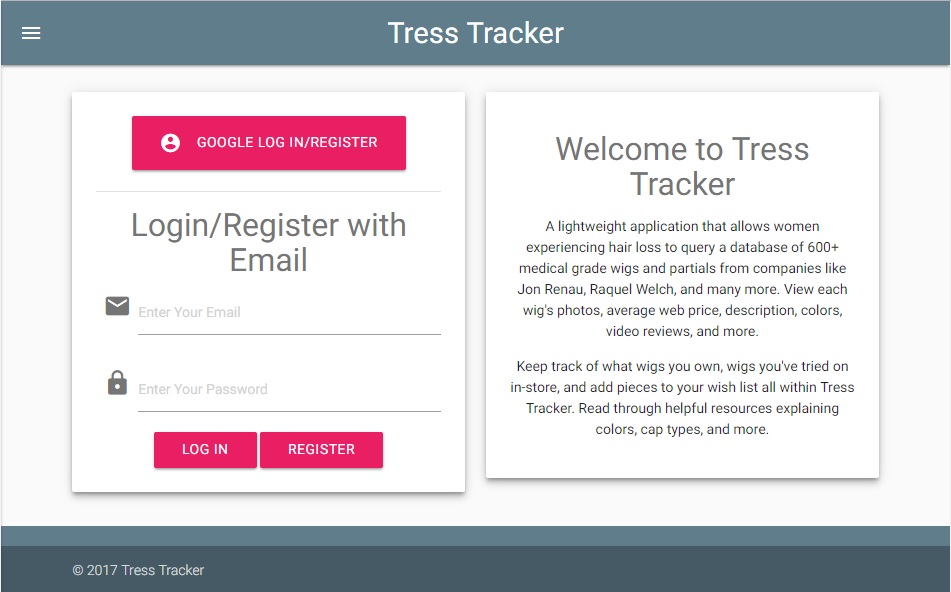 Tress Tracker
GOOGLE LOG IN/REGISTER
Login/Register with
Email
Enter Your Email
Enter Your Password
LOG IN
REGISTER
Welcome to Tress
Tracker
A lightweight application that allows women
experiencing hair loss to query a database of 600+
medical grade wigs and partials from companies like
Jon Renau, Raquel Welch, and many more. View each
wig's photos, average web price, description, colors,
video reviews, and more.
Keep track of what wigs you own, wigs you've tried on
in-store, and add pieces to your wish list all within Tress
Tracker. Read through helpful resources explaining
colors, cap types, and more.
© 2017 Tress Tracker